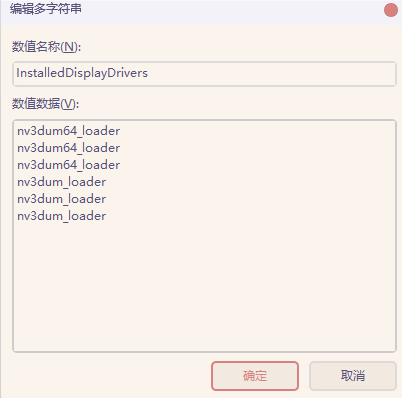 编辑多字符串
数值名称(N):
InstalledDisplayDrivers
数值数据(V):
nv3dum64_loader
nv3dum64_loader
nv3dum64_loader
nv3dum_loader
nv3dum_loader
nv3dum_loader
确定
取消